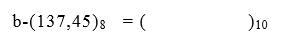 b-(137,45)₈ = ( )₁₀